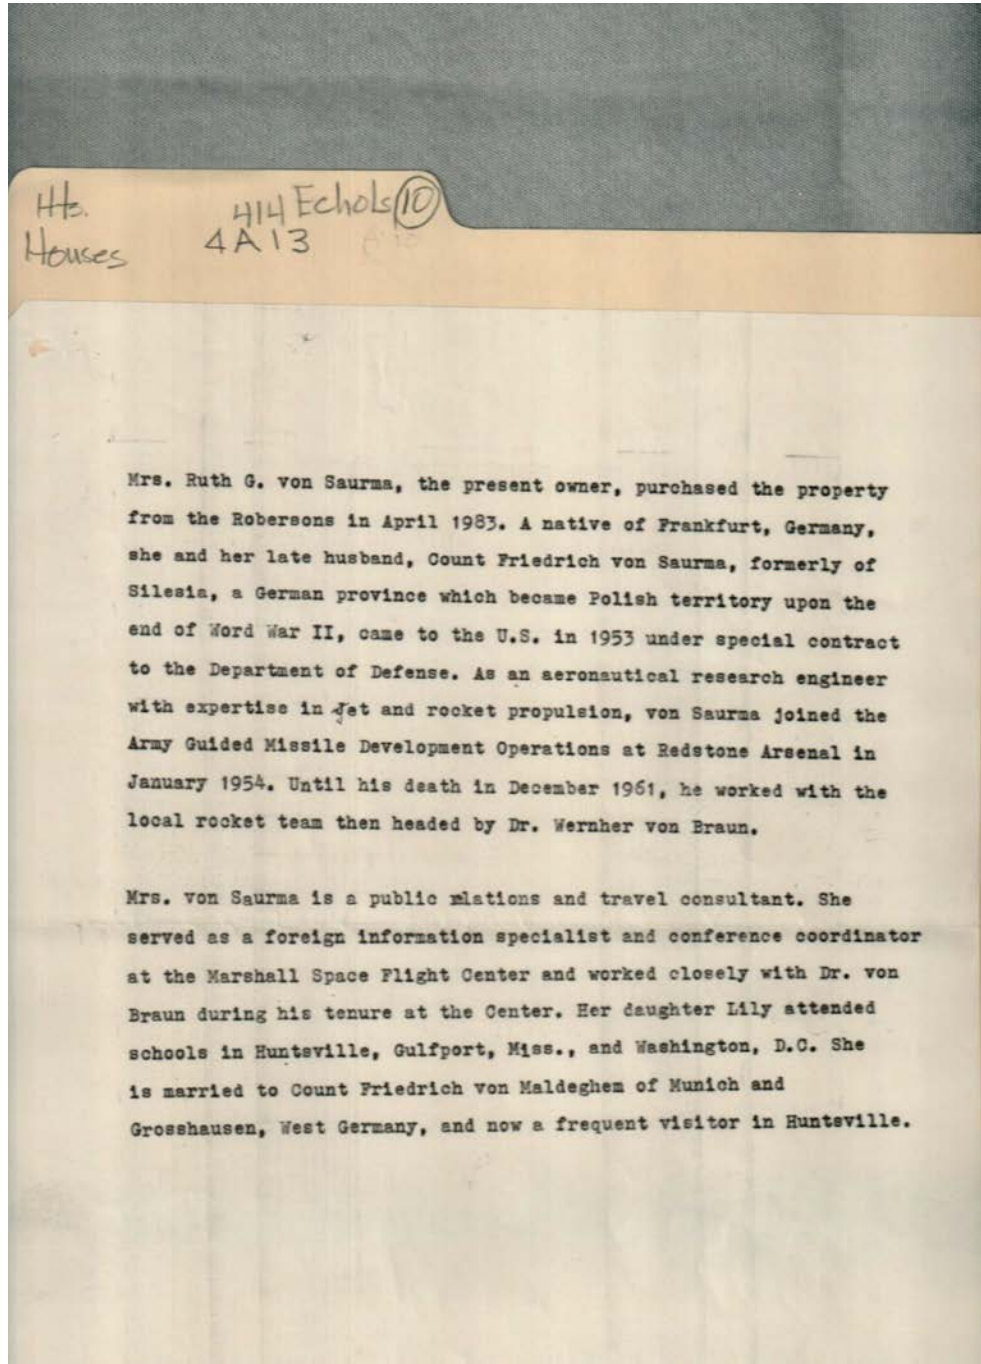 Hts.
Houses
414 Echols 10
4A13
Mrs. Ruth G. von Saurma, the present owner, purchased the property
from the Robersons in April 1983. A native of Frankfurt, Germany,
she and her late husband, Count Friedrich von Saurma, formerly of
Silesia, a German province which became Polish territory upon the
end of Word War II, came to the U.S. in 1953 under special contract
to the Department of Defense. As an aeronautical research engineer
with expertise in jet and rocket propulsion, von Saurma joined the
Army Guided Missile Development Operations at Redstone Arsenal in
January 1954. Until his death in December 1961, he worked with the
local rocket team then headed by Dr. Wernher von Braun.
Mrs. von Saurma is a public relations and travel consultant. She
served as a foreign information specialist and conference coordinator
at the Marshall Space Flight Center and worked closely with Dr. von
Braun during his tenure at the Center. Her daughter Lily attended
schools in Huntsville, Gulfport, Miss., and Washington, D.C. She
is married to Count Friedrich von Maldeghem of Munich and
Grosshausen, West Germany, and now a frequent visitor in Huntsville.